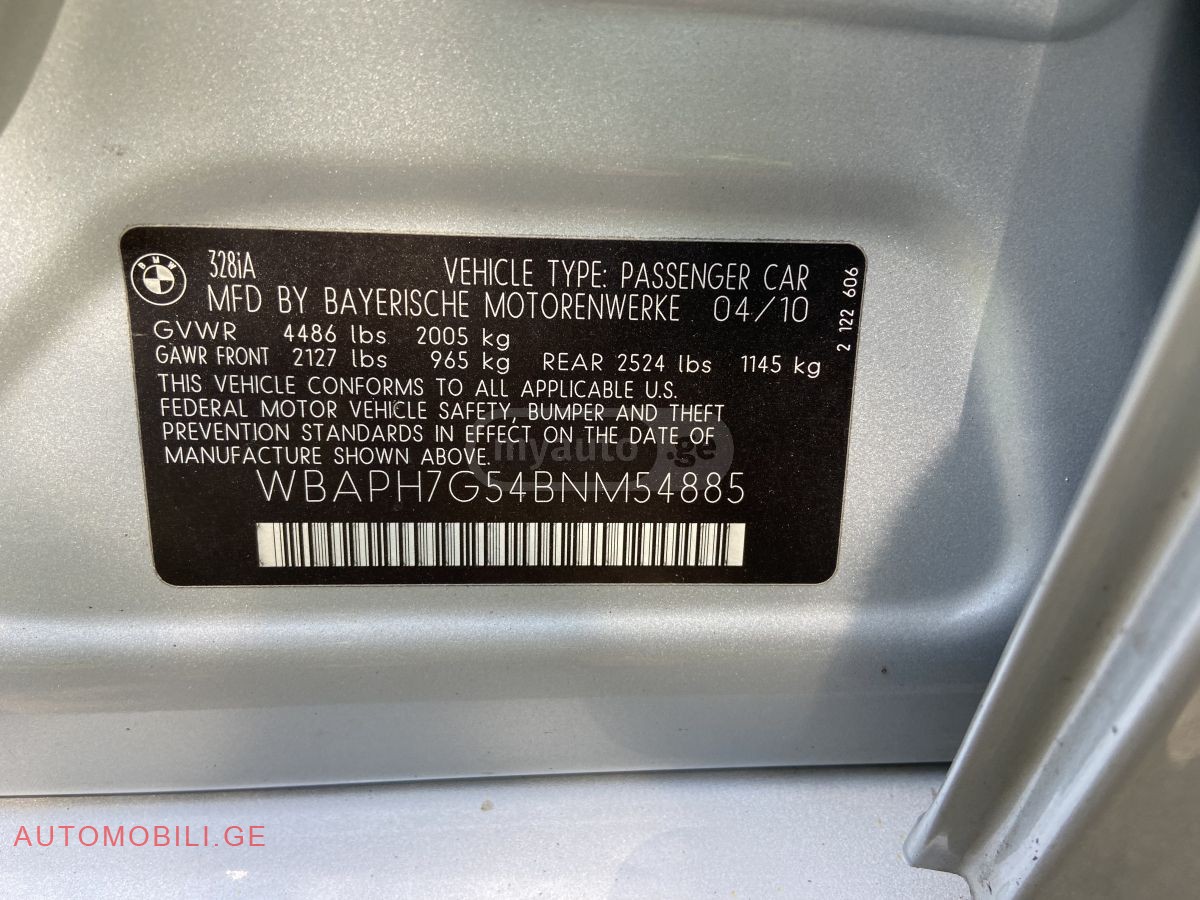 BMW
328iA VEHICLE TYPE: PASSENGER CAR
MFD BY BAYERISCHE MOTORENWERKE 04/10
GVWR 4486 lbs 2005 kg
GAWR FRONT 2127 lbs 965 kg REAR 2524 lbs 1145 kg
THIS VEHICLE CONFORMS TO ALL APPLICABLE U.S.
FEDERAL MOTOR VEHICLE SAFETY, BUMPER AND THEFT
PREVENTION STANDARDS IN EFFECT ON THE DATE OF
MANUFACTURE SHOWN ABOVE.
WBAPH7G54BNM54885
2 122 606
myauto.ge
AUTOMOBILI.GE